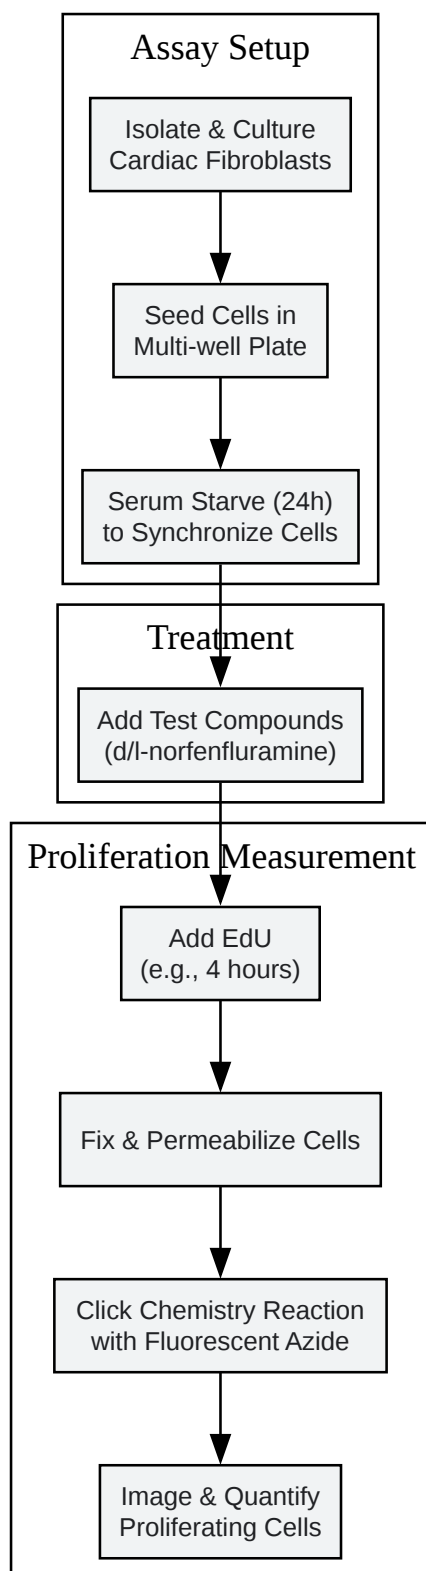 Assay Setup
Isolate & Culture
Cardiac Fibroblasts
Seed Cells in
Multi-well Plate
Serum Starve (24h)
to Synchronize Cells
Treatment
Add Test Compounds
(d/l-norfenfluramine)
Proliferation Measurement
Add EdU
(e.g., 4 hours)
Fix & Permeabilize Cells
Click Chemistry Reaction
with Fluorescent Azide
Image & Quantify
Proliferating Cells